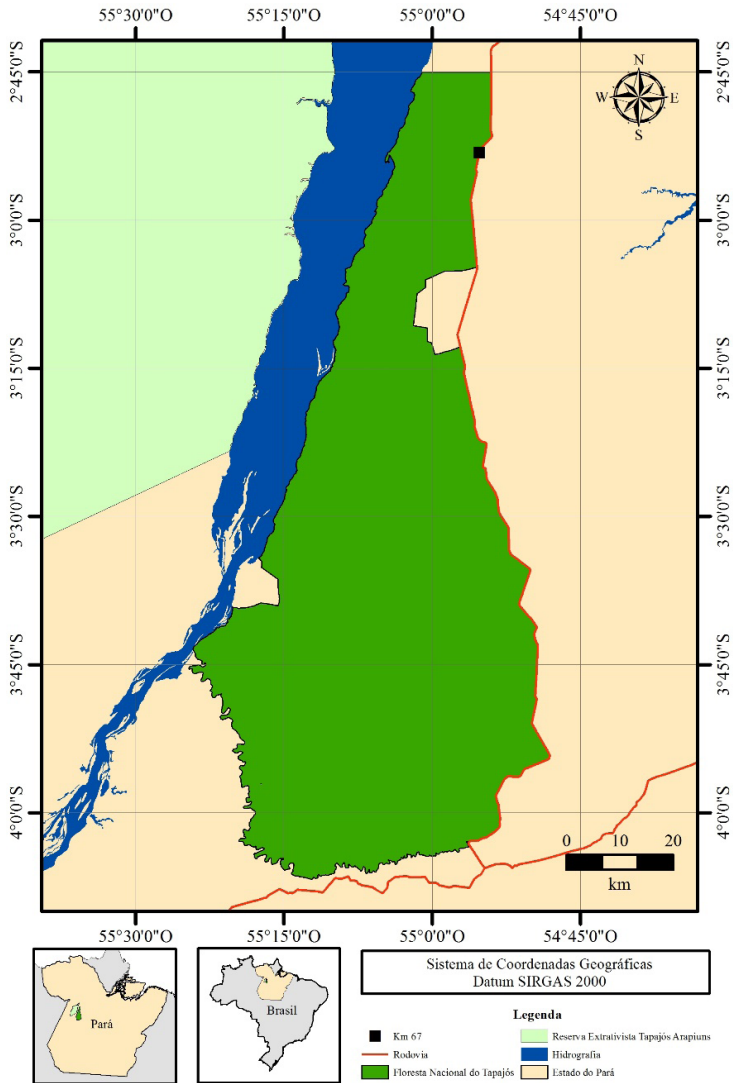 55°30'0"O 55°15'0"O 55°0'0"O 54°45'0"O
2°45'0"S 2°45'0"S
N
W E
S
3°0'0"S 3°0'0"S
3°15'0"S 3°15'0"S
3°30'0"S 3°30'0"S
3°45'0"S 3°45'0"S
4°0'0"S 4°0'0"S
0 10 20
km
55°30'0"O 55°15'0"O 55°0'0"O 54°45'0"O
Pará
Brasil
Sistema de Coordenadas Geográficas
Datum SIRGAS 2000
Legenda
Km 67
Rodovia
Floresta Nacional do Tapajós
Reserva Extrativista Tapajós Arapiuns
Hidrografia
Estado do Pará